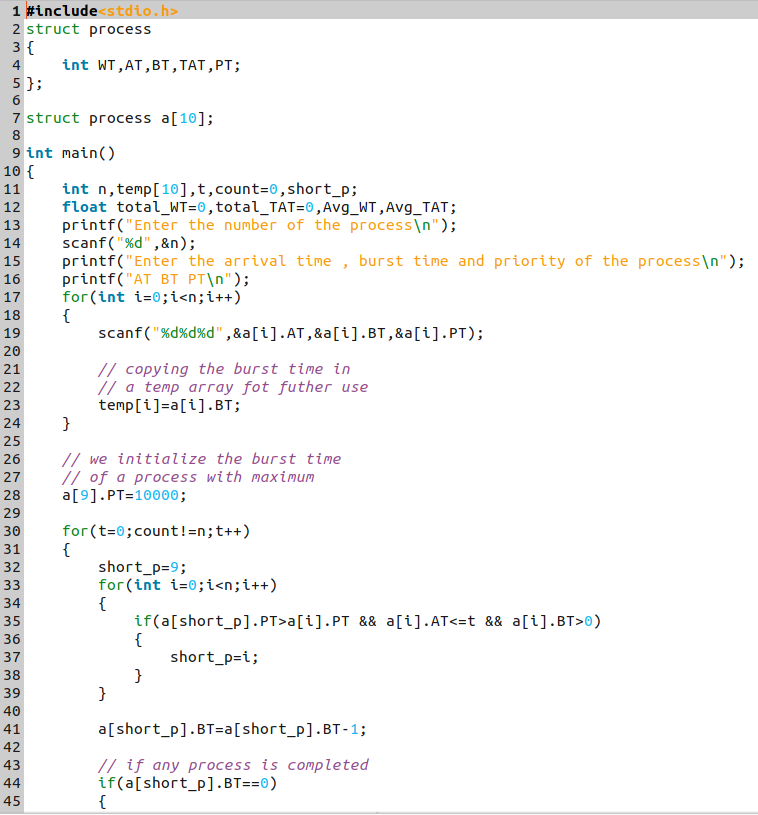 1 #include<stdio.h>
2 struct process
3 {
4     int WT,AT,BT,TAT,PT;
5 };
6
7 struct process a[10];
8
9 int main()
10 {
11     int n,temp[10],t,count=0,short_p;
12     float total_WT=0,total_TAT=0,Avg_WT,Avg_TAT;
13     printf("Enter the number of the process\n");
14     scanf("%d",&n);
15     printf("Enter the arrival time , burst time and priority of the process\n");
16     printf("AT BT PT\n");
17     for(int i=0;i<n;i++)
18     {
19         scanf("%d%d%d",&a[i].AT,&a[i].BT,&a[i].PT);
20
21         // copying the burst time in
22         // a temp array fot futher use
23         temp[i]=a[i].BT;
24     }
25
26     // we initialize the burst time
27     // of a process with maximum
28     a[9].PT=10000;
29
30     for(t=0;count!=n;t++)
31     {
32         short_p=9;
33         for(int i=0;i<n;i++)
34         {
35             if(a[short_p].PT>a[i].PT && a[i].AT<=t && a[i].BT>0)
36             {
37                 short_p=i;
38             }
39         }
40
41         a[short_p].BT=a[short_p].BT-1;
42
43         // if any process is completed
44         if(a[short_p].BT==0)
45         {